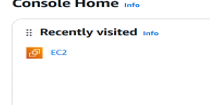 Console Home Info
Recently visited Info
EC2